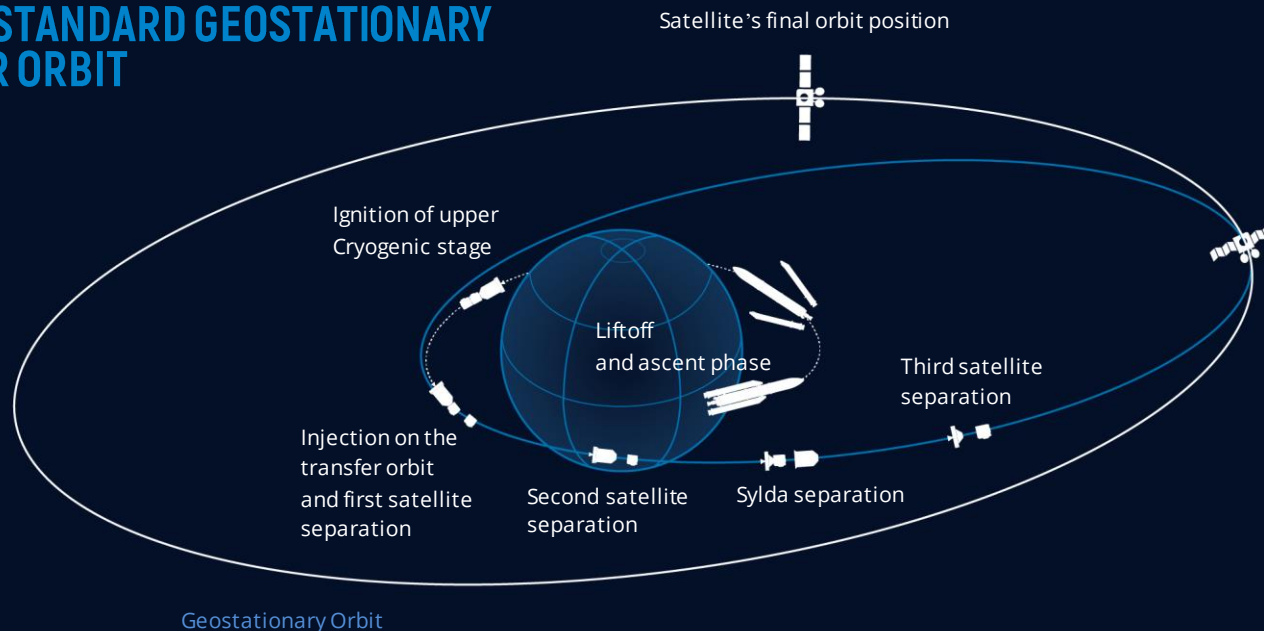 STANDARD GEOSTATIONARY
R ORBIT
Satellite’s final orbit position
Ignition of upper
Cryogenic stage
Liftoff
and ascent phase
Third satellite
separation
Injection on the
transfer orbit
and first satellite
separation
Second satellite
separation
Sylda separation
Geostationary Orbit